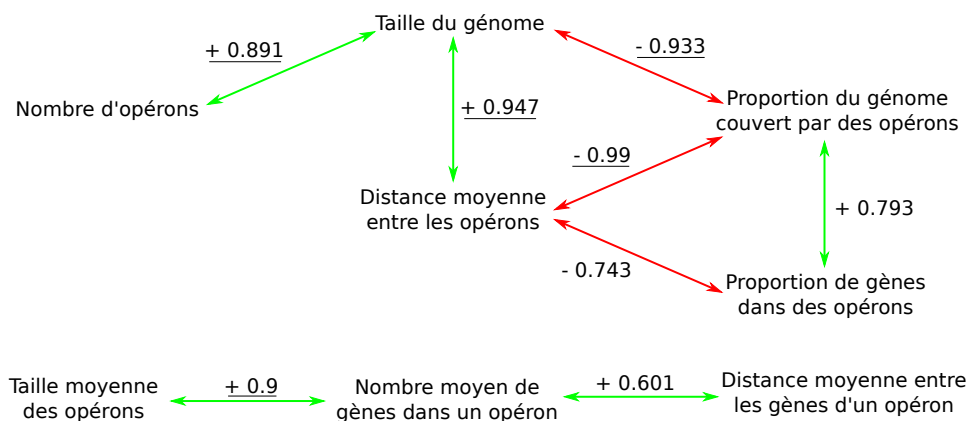 Taille du génome
+ 0.891
- 0.933
Nombre d'opérons
+ 0.947
Proportion du génome
couvert par des opérons
- 0.99
Distance moyenne
entre les opérons
+ 0.793
- 0.743
Proportion de gènes
dans des opérons
Taille moyenne
des opérons
+ 0.9
Nombre moyen de
gènes dans un opéron
+ 0.601
Distance moyenne entre
les gènes d'un opéron